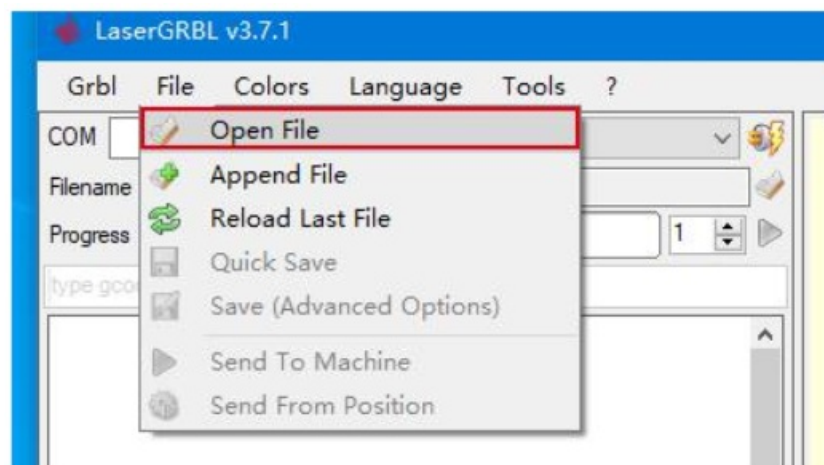 LaserGRBL v3.7.1
Grbl File Colors Language Tools ?
COM
Open File
Append File
Filename
Reload Last File
Progress
1
Quick Save
type gco
Save (Advanced Options)
Send To Machine
Send From Position